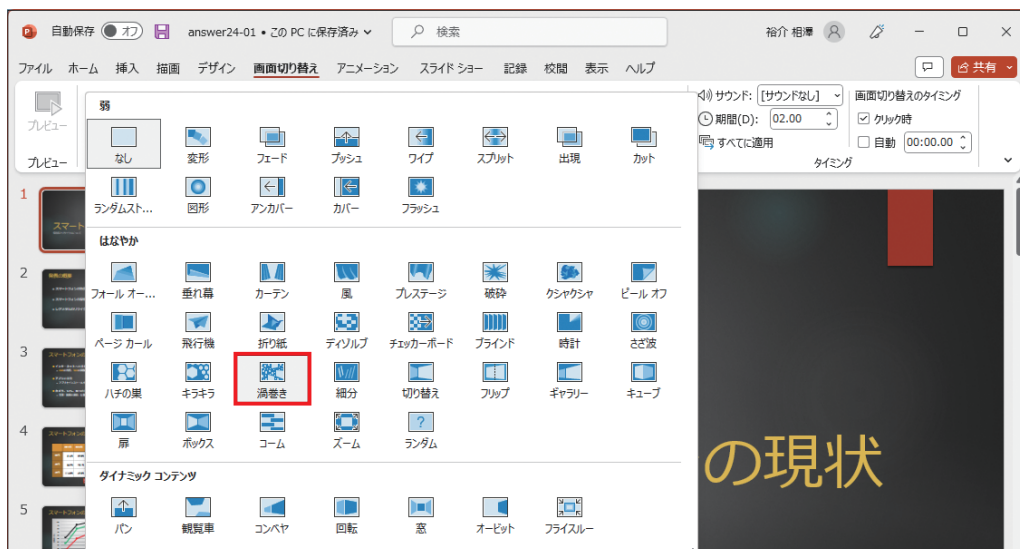 自動保存 オフ answer24-01 • この PC に保存済み 検索 裕介 相澤
ファイル ホーム 挿入 描画 デザイン 画面切り替え アニメーション スライド ショー 記録 校閲 表示 ヘルプ 共有
プレビュー
プレビュー
弱
なし 変形 フェード プッシュ ワイプ スプリット 出現 カット
ランダムスト... 図形 アンカバー カバー フラッシュ
はなやか
フォール オー... 垂れ幕 カーテン 風 プレステージ 破砕 クシャクシャ ピール オフ
ページ カール 飛行機 折り紙 ディゾルブ チェッカーボード ブラインド 時計 さざ波
ハチの巣 キラキラ 渦巻き 細分 切り替え フリップ ギャラリー キューブ
扉 ボックス コーム ズーム ランダム
ダイナミック コンテンツ
パン 観覧車 コンベヤ 回転 窓 オービット フライスルー
サウンド: [サウンドなし] 画面切り替えのタイミング
期間(D): 02.00 クリック時
すべてに適用 自動 00:00.00
タイミング
1
スマート
2
3
4
5
の現状